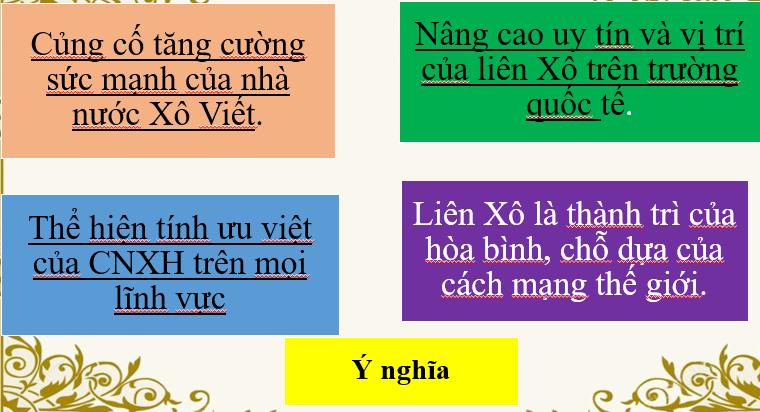 Củng cố tăng cường
sức mạnh của nhà
nước Xô Viết.
Nâng cao uy tín và vị trí
của liên Xô trên trường
quốc tế.
Thể hiện tính ưu việt
của CNXH trên mọi
lĩnh vực
Liên Xô là thành trì của
hòa bình, chỗ dựa của
cách mạng thế giới.
Ý nghĩa